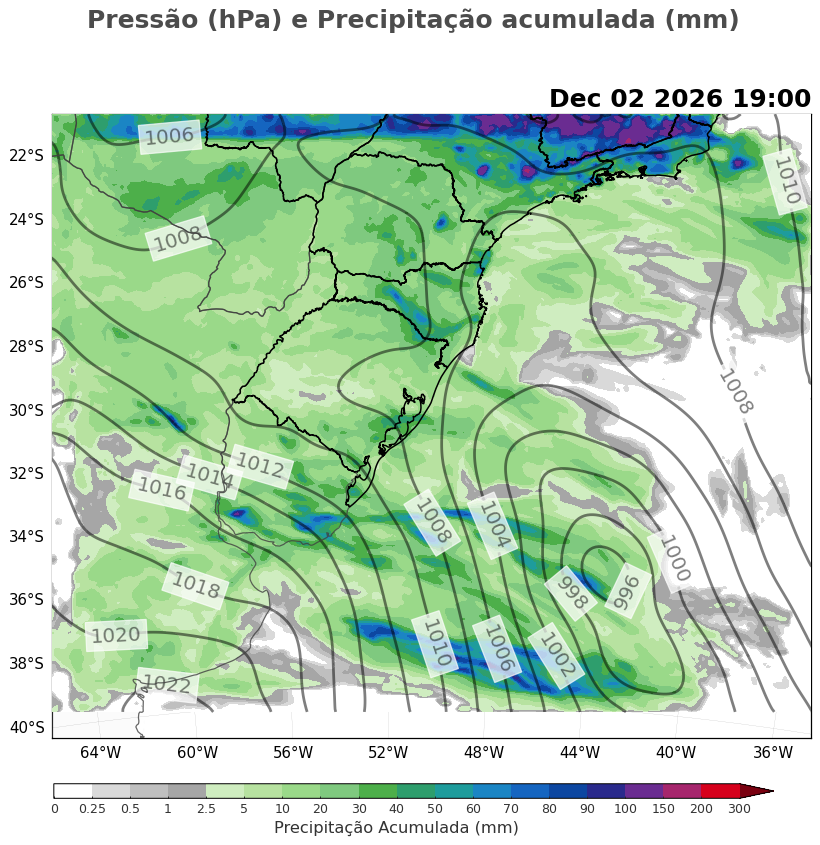 Pressão (hPa) e Precipitação acumulada (mm)
Dec 02 2026 19:00
1006
1010
22°S
24°S
1008
26°S
28°S
1008
30°S
1012
1014
1016
32°S
1008
1004
34°S
1000
1018
998
996
36°S
1020
1010
1006
1002
38°S
1022
40°S
64°W 60°W 56°W 52°W 48°W 44°W 40°W 36°W
0 0.25 0.5 1 2.5 5 10 20 30 40 50 60 70 80 90 100 150 200 300
Precipitação Acumulada (mm)